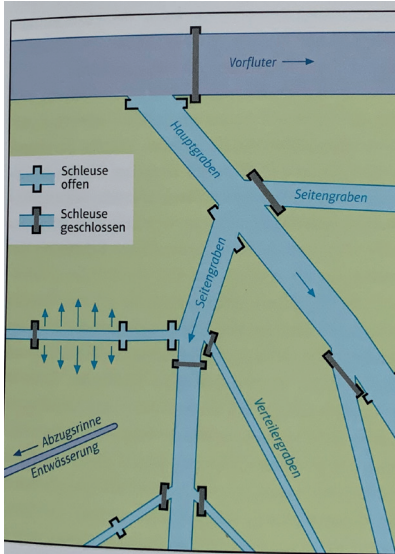 Vorfluter
Hauptgraben
Schleuse
offen
Schleuse
geschlossen
Seitengraben
Seitengraben
Verteilergraben
Abzugsrinne
Entwässerung